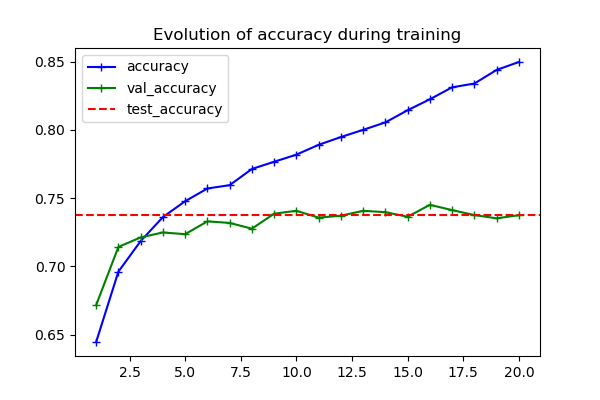 Evolution of accuracy during training
accuracy
val_accuracy
test_accuracy
0.85
0.80
0.75
0.70
0.65
2.5 5.0 7.5 10.0 12.5 15.0 17.5 20.0